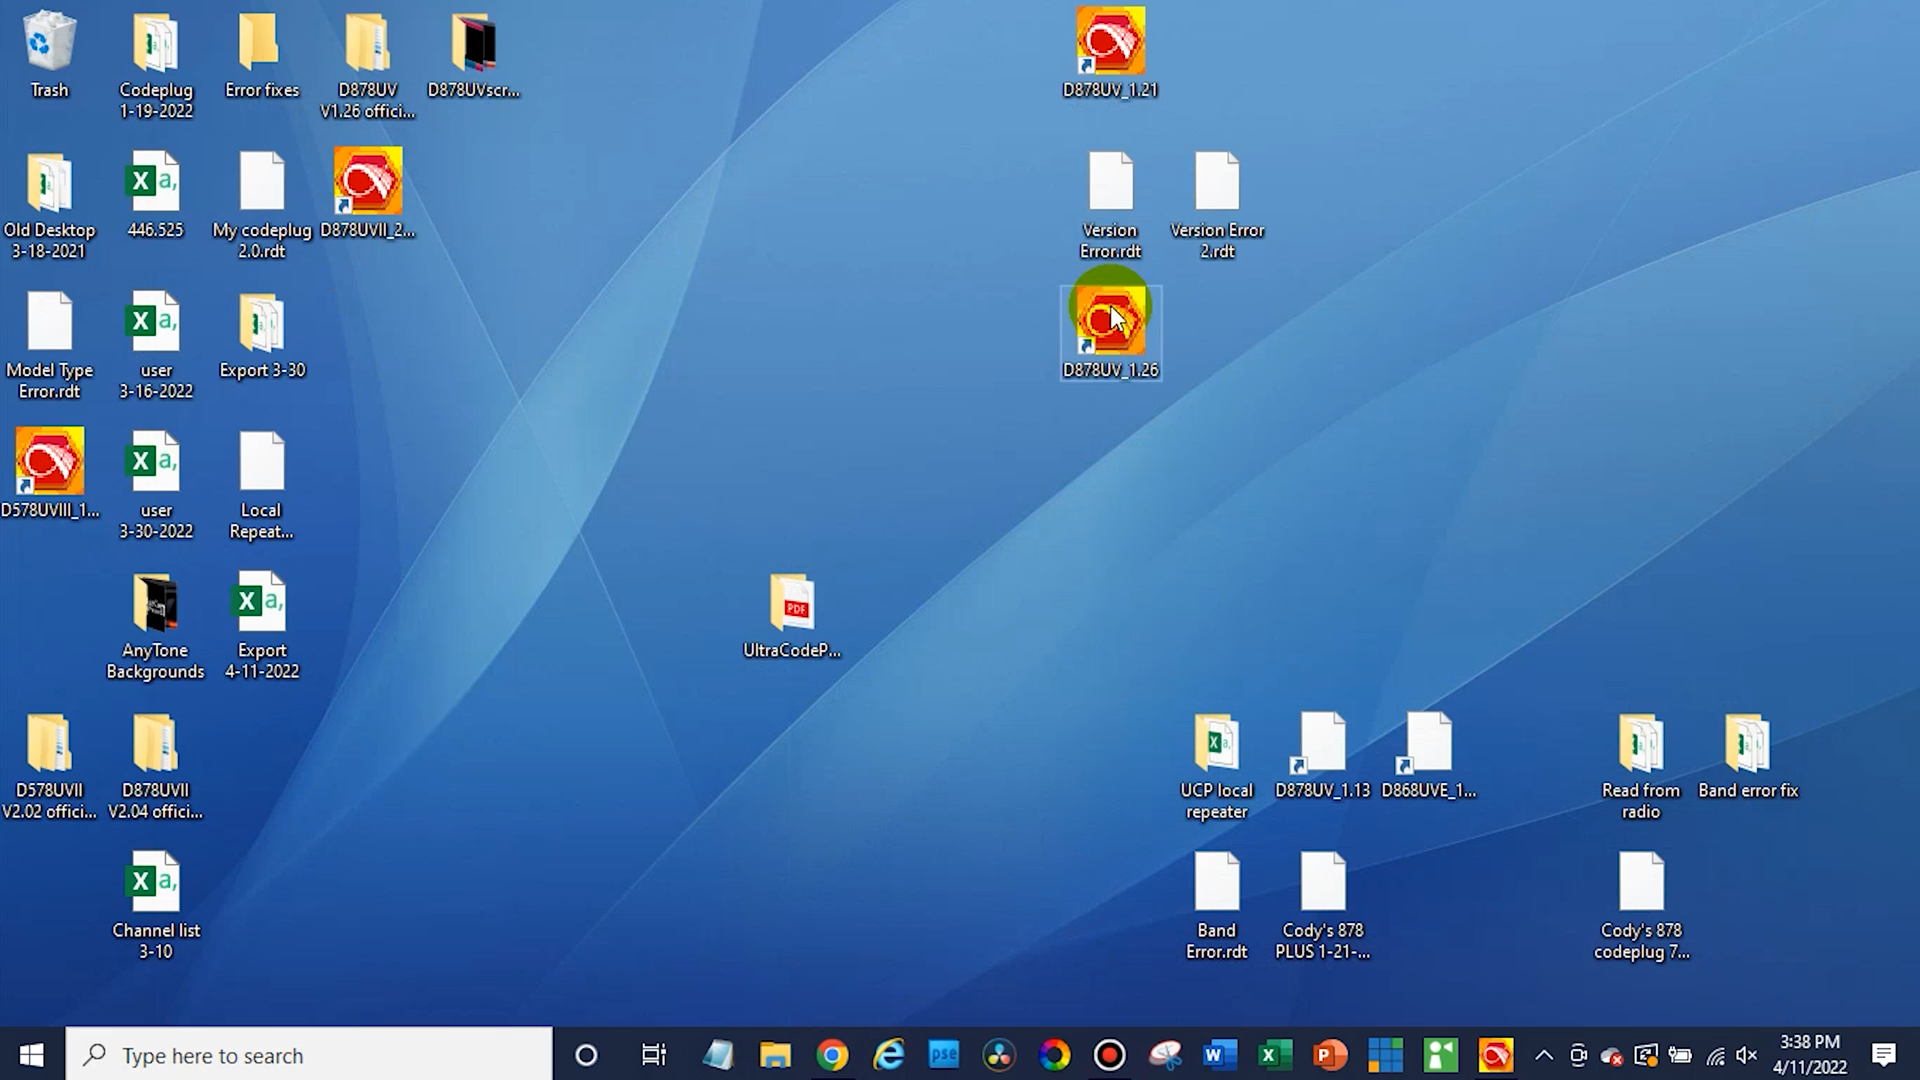 Trash
Codeplug
1-19-2022
Error fixes
D878UV
V1.26 offici...
D878UVscr...
D878UV_1.21
Old Desktop
3-18-2021
446.525
My codeplug
2.0.rdt
D878UVII_2...
Version
Error.rdt
Version Error
2.rdt
Model Type
Error.rdt
user
3-16-2022
Export 3-30
D878UV_1.26
D578UVIII_1...
user
3-30-2022
Local
Repeat...
AnyTone
Backgrounds
Export
4-11-2022
PDF
UltraCodeP...
D578UVII
V2.02 offici...
D878UVII
V2.04 offici...
UCP local
repeater
D878UV_1.13
D868UVE_1...
Read from
radio
Band error fix
Channel list
3-10
Band
Error.rdt
Cody's 878
PLUS 1-21-...
Cody's 878
codeplug 7...
Type here to search
pse
3:38 PM
4/11/2022